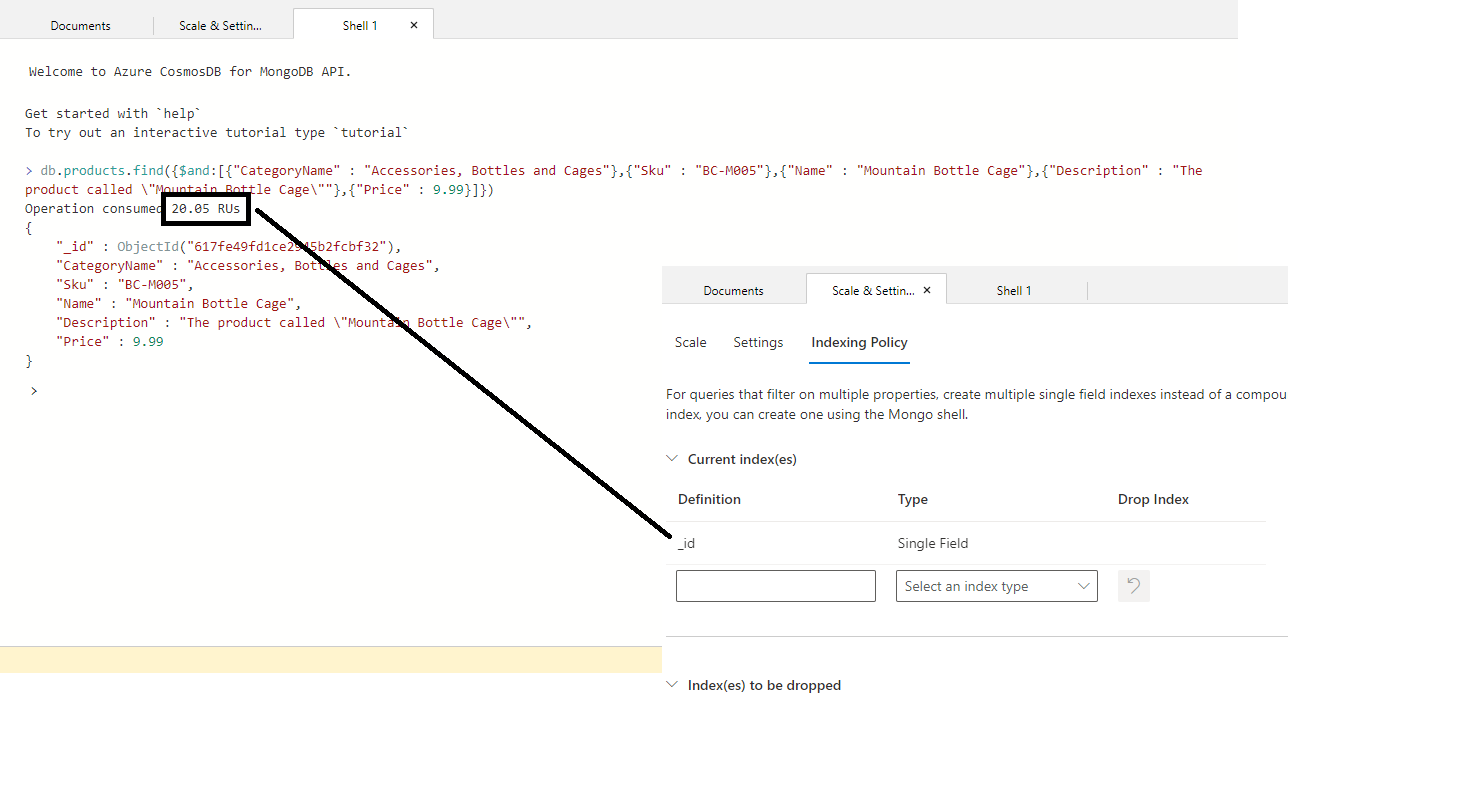 Documents
Scale & Settin...
Shell 1
Welcome to Azure CosmosDB for MongoDB API.
Get started with `help`
To try out an interactive tutorial type `tutorial`
> db.products.find({$and:[{"CategoryName" : "Accessories, Bottles and Cages"},{"Sku" : "BC-M005"},{"Name" : "Mountain Bottle Cage"},{"Description" : "The
product called \"Mountain Bottle Cage\""},{"Price" : 9.99}]})
Operation consumed 20.05 RUs
{
"_id" : ObjectId("617fe49fd1ce2945b2fcbf32"),
"CategoryName" : "Accessories, Bottles and Cages",
"Sku" : "BC-M005",
"Name" : "Mountain Bottle Cage",
"Description" : "The product called \"Mountain Bottle Cage\"",
"Price" : 9.99
}
>
Documents
Scale & Settin...
Shell 1
Scale
Settings
Indexing Policy
For queries that filter on multiple properties, create multiple single field indexes instead of a compou
index, you can create one using the Mongo shell.
Current index(es)
Definition
Type
Drop Index
_id
Single Field
Select an index type
Index(es) to be dropped